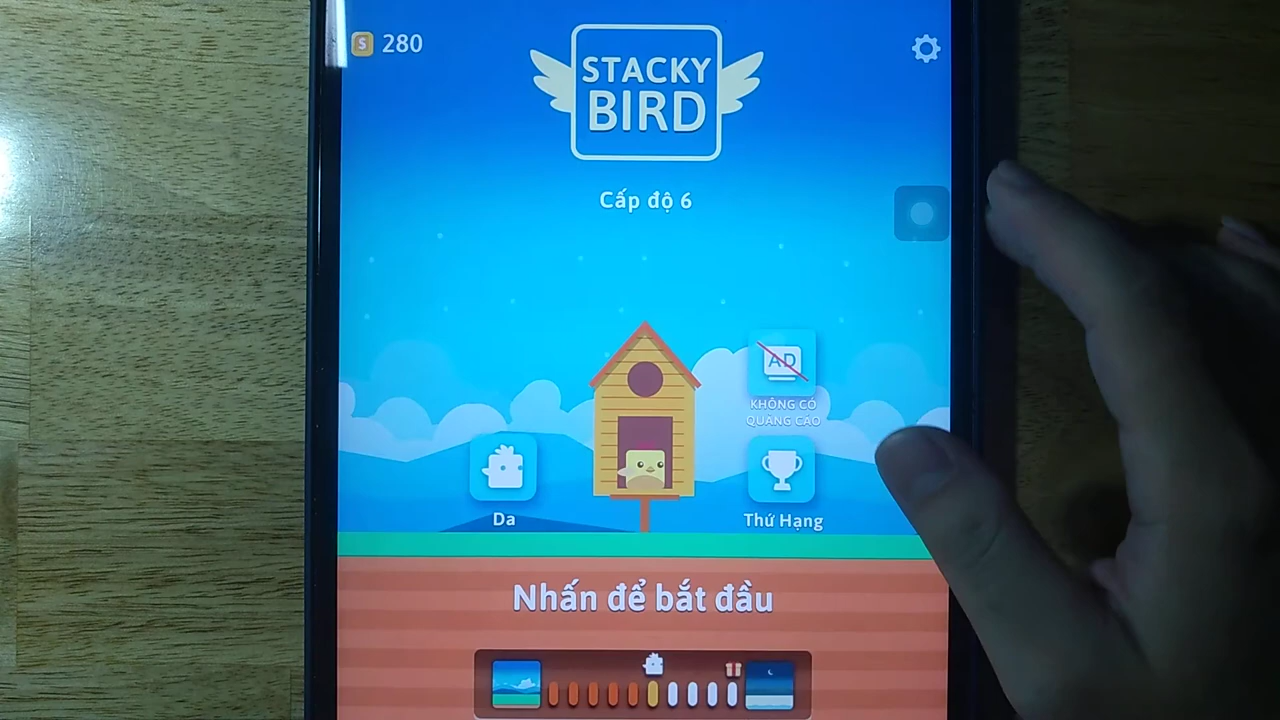 S 280
STACKY
BIRD
Cấp độ 6
AD
KHÔNG CÓ
QUẢNG CÁO
Da
Thứ Hạng
Nhấn để bắt đầu